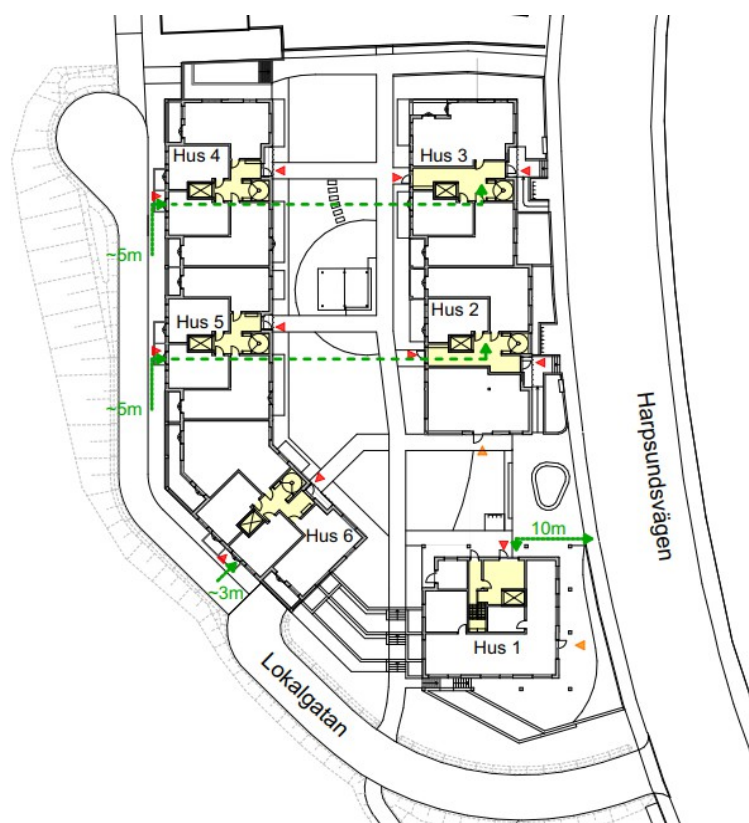 Hus 4
Hus 3
~5m
Hus 5
Hus 2
~5m
Harpsundsvägen
Hus 6
10m
~3m
Hus 1
Lokalgatan